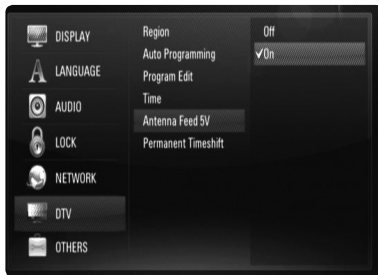 DISPLAY
LANGUAGE
AUDIO
LOCK
NETWORK
DTV
OTHERS
Region
Auto Programming
Program Edit
Time
Antenna Feed 5V
Permanent Timeshift
Off
✓On